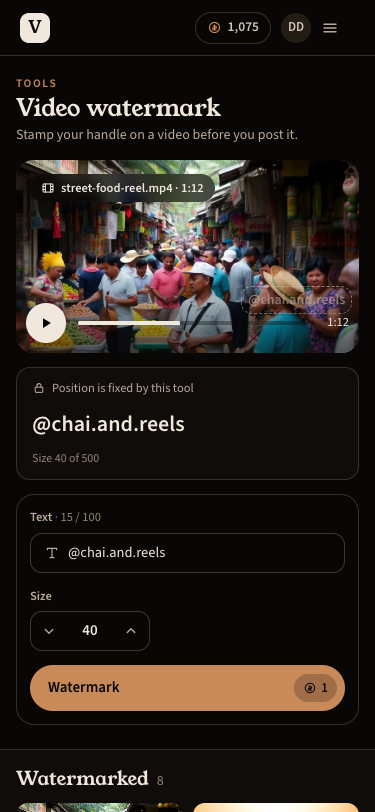 V
1,075
DD
TOOLS
Video watermark
Stamp your handle on a video before you post it.
street-food-reel.mp4 · 1:12
@chai.and.reels
1:12
Position is fixed by this tool
@chai.and.reels
Size 40 of 500
Text · 15 / 100
@chai.and.reels
Size
40
Watermark
1
Watermarked 8